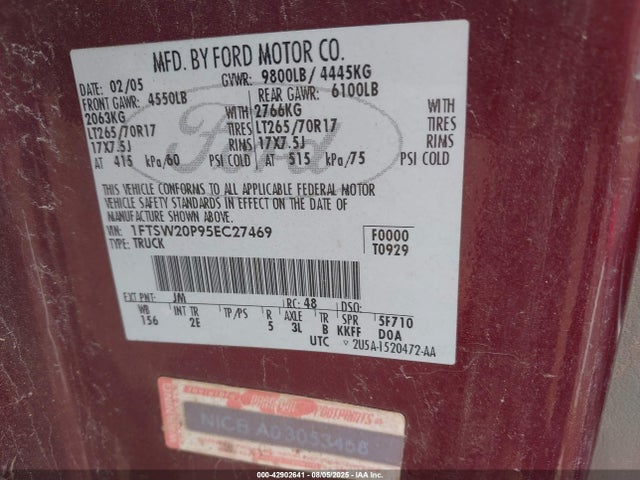 MFD. BY FORD MOTOR CO.
DATE: 02/05 GVWR: 9800LB/ 4445KG
FRONT GAWR: 4550LB REAR GAWR: 6100LB
2063KG WITH 2766KG WITH
LT265/70R17 TIRES LT265/70R17 TIRES
17X7.5J RIMS 17X7.5J RIMS
AT 415 kPa/60 PSI COLD AT 515 kPa/75 PSI COLD
THIS VEHICLE CONFORMS TO ALL APPLICABLE FEDERAL MOTOR
VEHICLE SAFETY STANDARDS IN EFFECT ON THE DATE OF
MANUFACTURE SHOWN ABOVE.
VIN: 1FTSW20P95EC27469 F0000
TYPE: TRUCK T0929
EXT PNT: JM RC: 48 DSO:
WB INT TR TP/PS R AXLE TR SPR 5F710
156 2E 5 3L B KKFF DOA
UTC 2U5A-1520472-AA
Ford
NICB A03053468
000-42902641 - 08/05/2025 - IAA Inc.